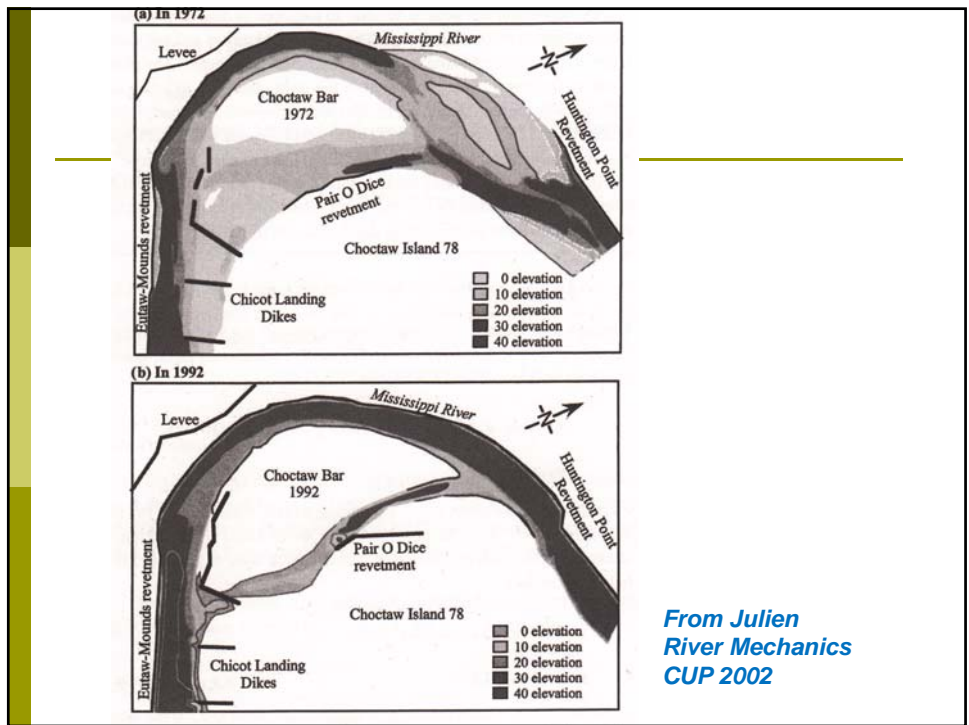 (a) In 1972
Mississippi River
Levee
N
Choctaw Bar
1972
Huntington Point
Revetment
Eutaw-Mounds revetment
Pair O Dice
revetment
Choctaw Island 78
0 elevation
10 elevation
20 elevation
30 elevation
40 elevation
Chicot Landing
Dikes
(b) In 1992
Mississippi River
Levee
N
Choctaw Bar
1992
Huntington Point
Revetment
Eutaw-Mounds revetment
Pair O Dice
revetment
Choctaw Island 78
0 elevation
10 elevation
20 elevation
30 elevation
40 elevation
Chicot Landing
Dikes
From Julien
River Mechanics
CUP 2002